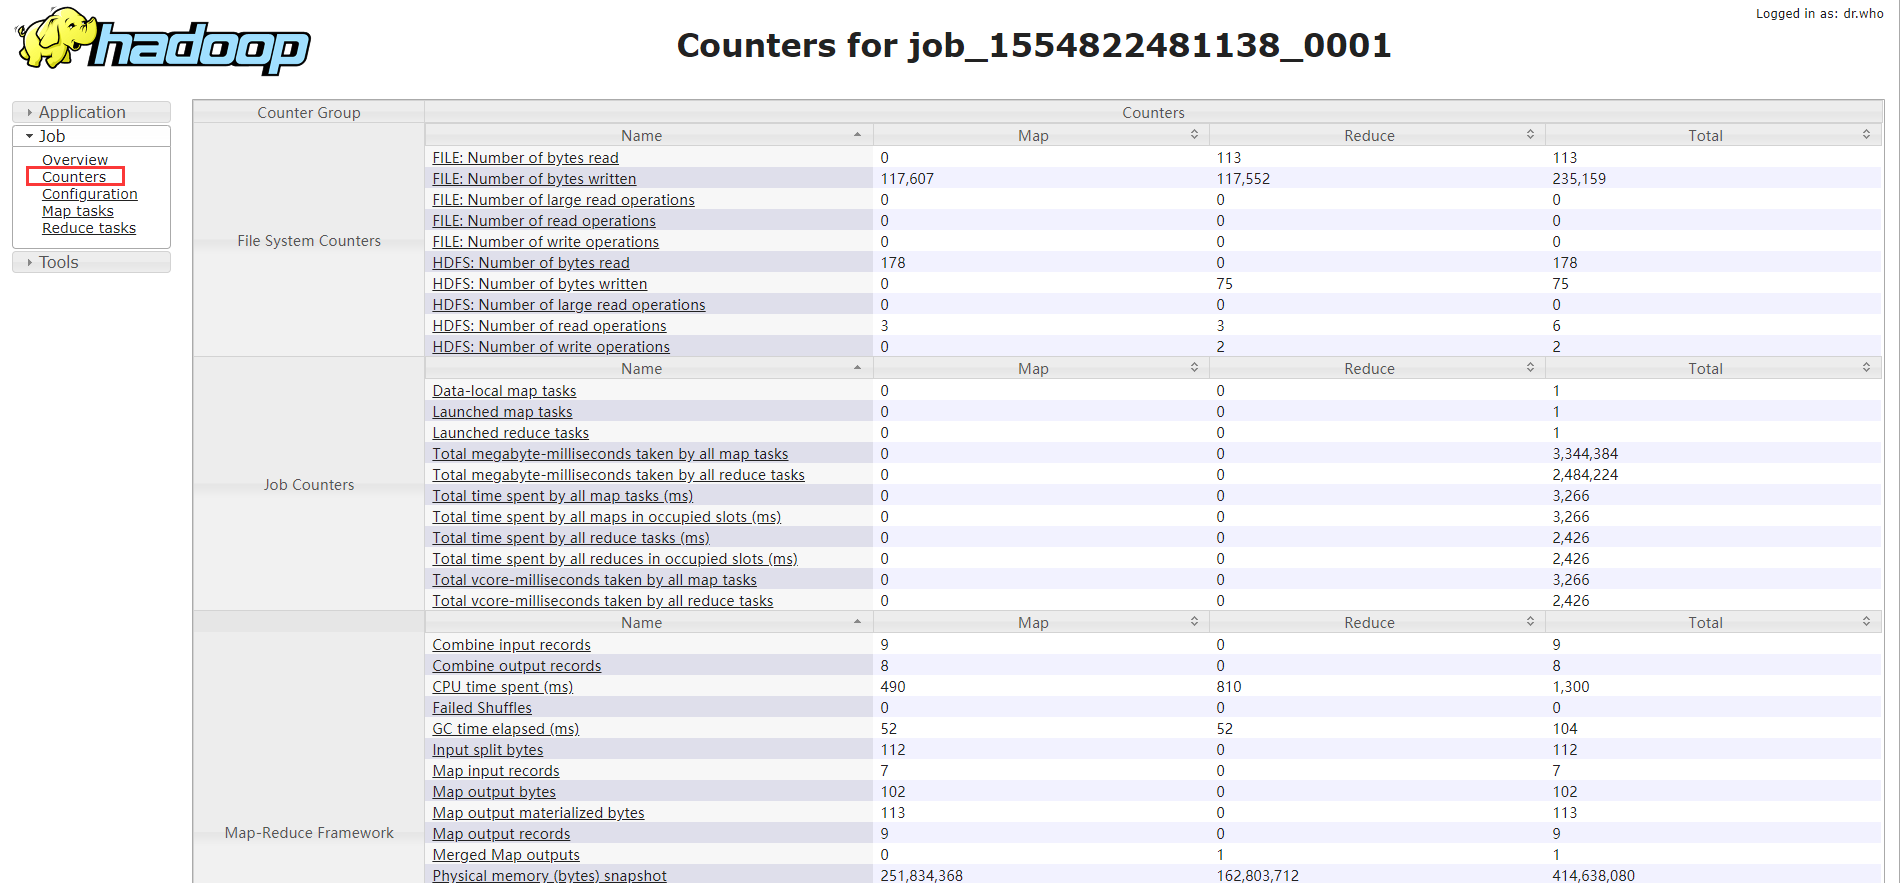 hadoop
Logged in as: dr.who
Counters for job_1554822481138_0001
Application
Job
Overview
Counters
Configuration
Map tasks
Reduce tasks
Tools
Counter Group Counters
File System Counters
Name Map Reduce Total
FILE: Number of bytes read 0 113 113
FILE: Number of bytes written 117,607 117,552 235,159
FILE: Number of large read operations 0 0 0
FILE: Number of read operations 0 0 0
FILE: Number of write operations 0 0 0
HDFS: Number of bytes read 178 0 178
HDFS: Number of bytes written 0 75 75
HDFS: Number of large read operations 0 0 0
HDFS: Number of read operations 3 3 6
HDFS: Number of write operations 0 2 2
Job Counters
Name Map Reduce Total
Data-local map tasks 0 0 1
Launched map tasks 0 0 1
Launched reduce tasks 0 0 1
Total megabyte-milliseconds taken by all map tasks 0 0 3,344,384
Total megabyte-milliseconds taken by all reduce tasks 0 0 2,484,224
Total time spent by all map tasks (ms) 0 0 3,266
Total time spent by all maps in occupied slots (ms) 0 0 3,266
Total time spent by all reduce tasks (ms) 0 0 2,426
Total time spent by all reduces in occupied slots (ms) 0 0 2,426
Total vcore-milliseconds taken by all map tasks 0 0 3,266
Total vcore-milliseconds taken by all reduce tasks 0 0 2,426
Map-Reduce Framework
Name Map Reduce Total
Combine input records 9 0 9
Combine output records 8 0 8
CPU time spent (ms) 490 810 1,300
Failed Shuffles 0 0 0
GC time elapsed (ms) 52 52 104
Input split bytes 112 0 112
Map input records 7 0 7
Map output bytes 102 0 102
Map output materialized bytes 113 0 113
Map output records 9 0 9
Merged Map outputs 0 1 1
Physical memory (bytes) snapshot 251,834,368 162,803,712 414,638,080